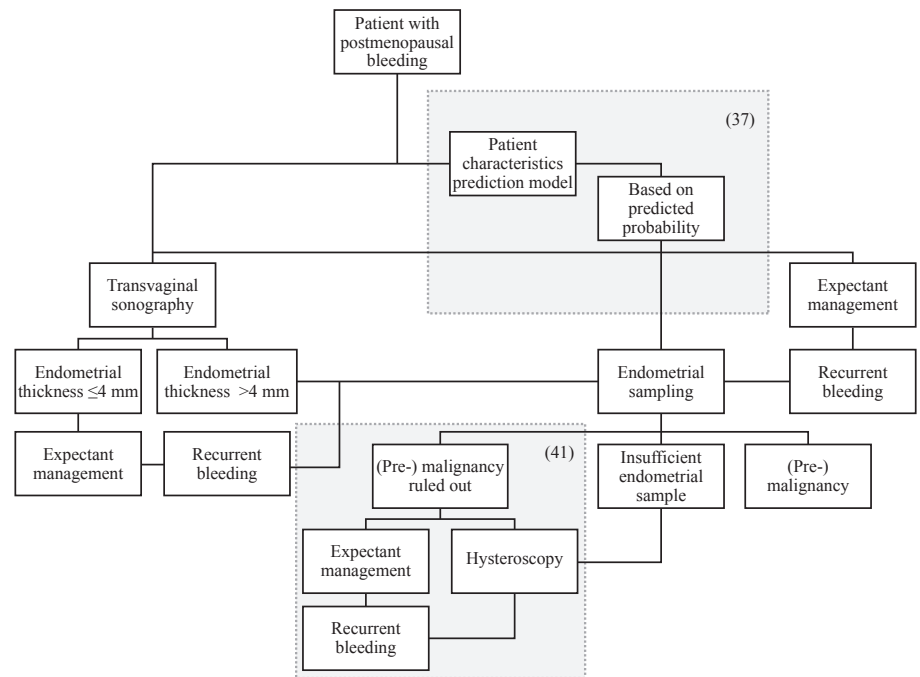 Patient with
postmenopausal
bleeding
(37)
Patient
characteristics
prediction model
Based on
predicted
probability
Transvaginal
sonography
Expectant
management
Endometrial
thickness ≤4 mm
Endometrial
thickness >4 mm
Endometrial
sampling
Recurrent
bleeding
Expectant
management
Recurrent
bleeding
(Pre-) malignancy
ruled out
(41)
Insufficient
endometrial
sample
(Pre-)
malignancy
Expectant
management
Hysteroscopy
Recurrent
bleeding